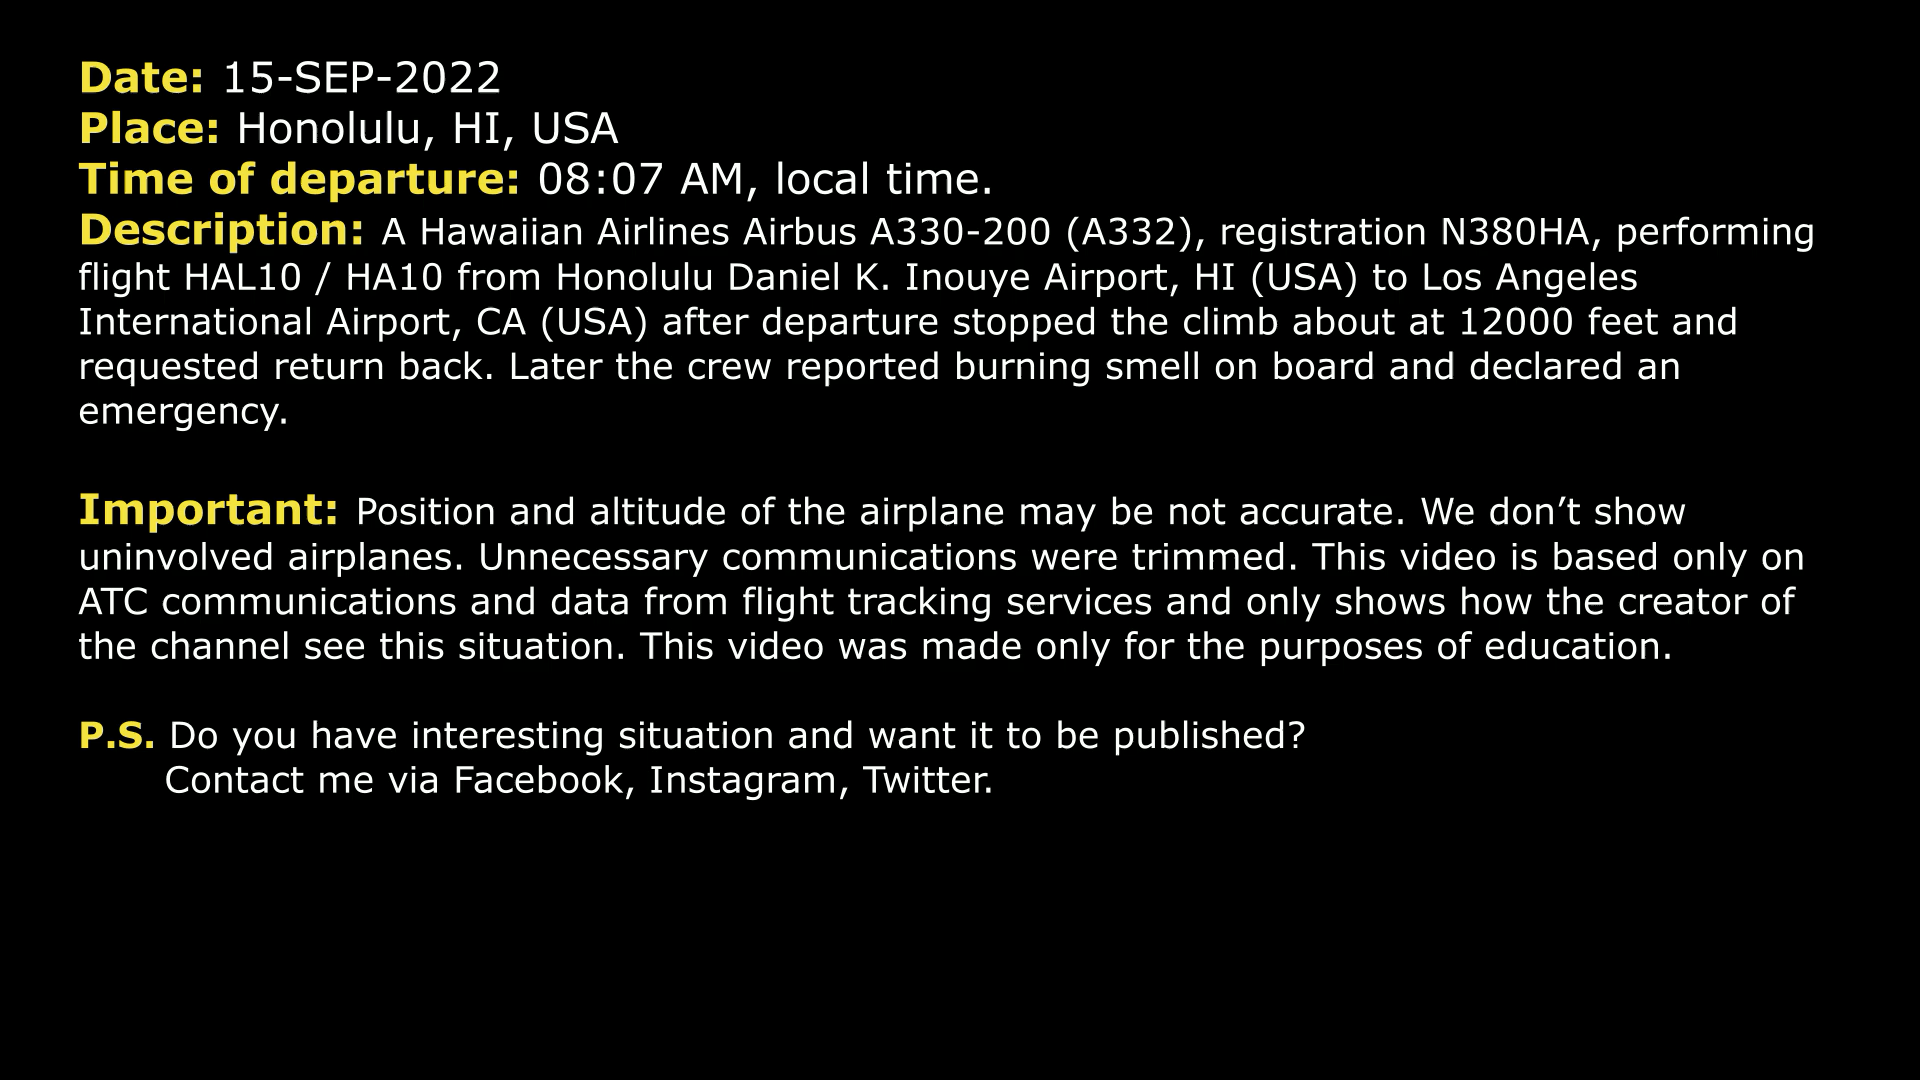 Date: 15-SEP-2022
Place: Honolulu, HI, USA
Time of departure: 08:07 AM, local time.
Description: A Hawaiian Airlines Airbus A330-200 (A332), registration N380HA, performing
flight HAL10 / HA10 from Honolulu Daniel K. Inouye Airport, HI (USA) to Los Angeles
International Airport, CA (USA) after departure stopped the climb about at 12000 feet and
requested return back. Later the crew reported burning smell on board and declared an
emergency.
Important: Position and altitude of the airplane may be not accurate. We don’t show
uninvolved airplanes. Unnecessary communications were trimmed. This video is based only on
ATC communications and data from flight tracking services and only shows how the creator of
the channel see this situation. This video was made only for the purposes of education.
P.S. Do you have interesting situation and want it to be published?
Contact me via Facebook, Instagram, Twitter.